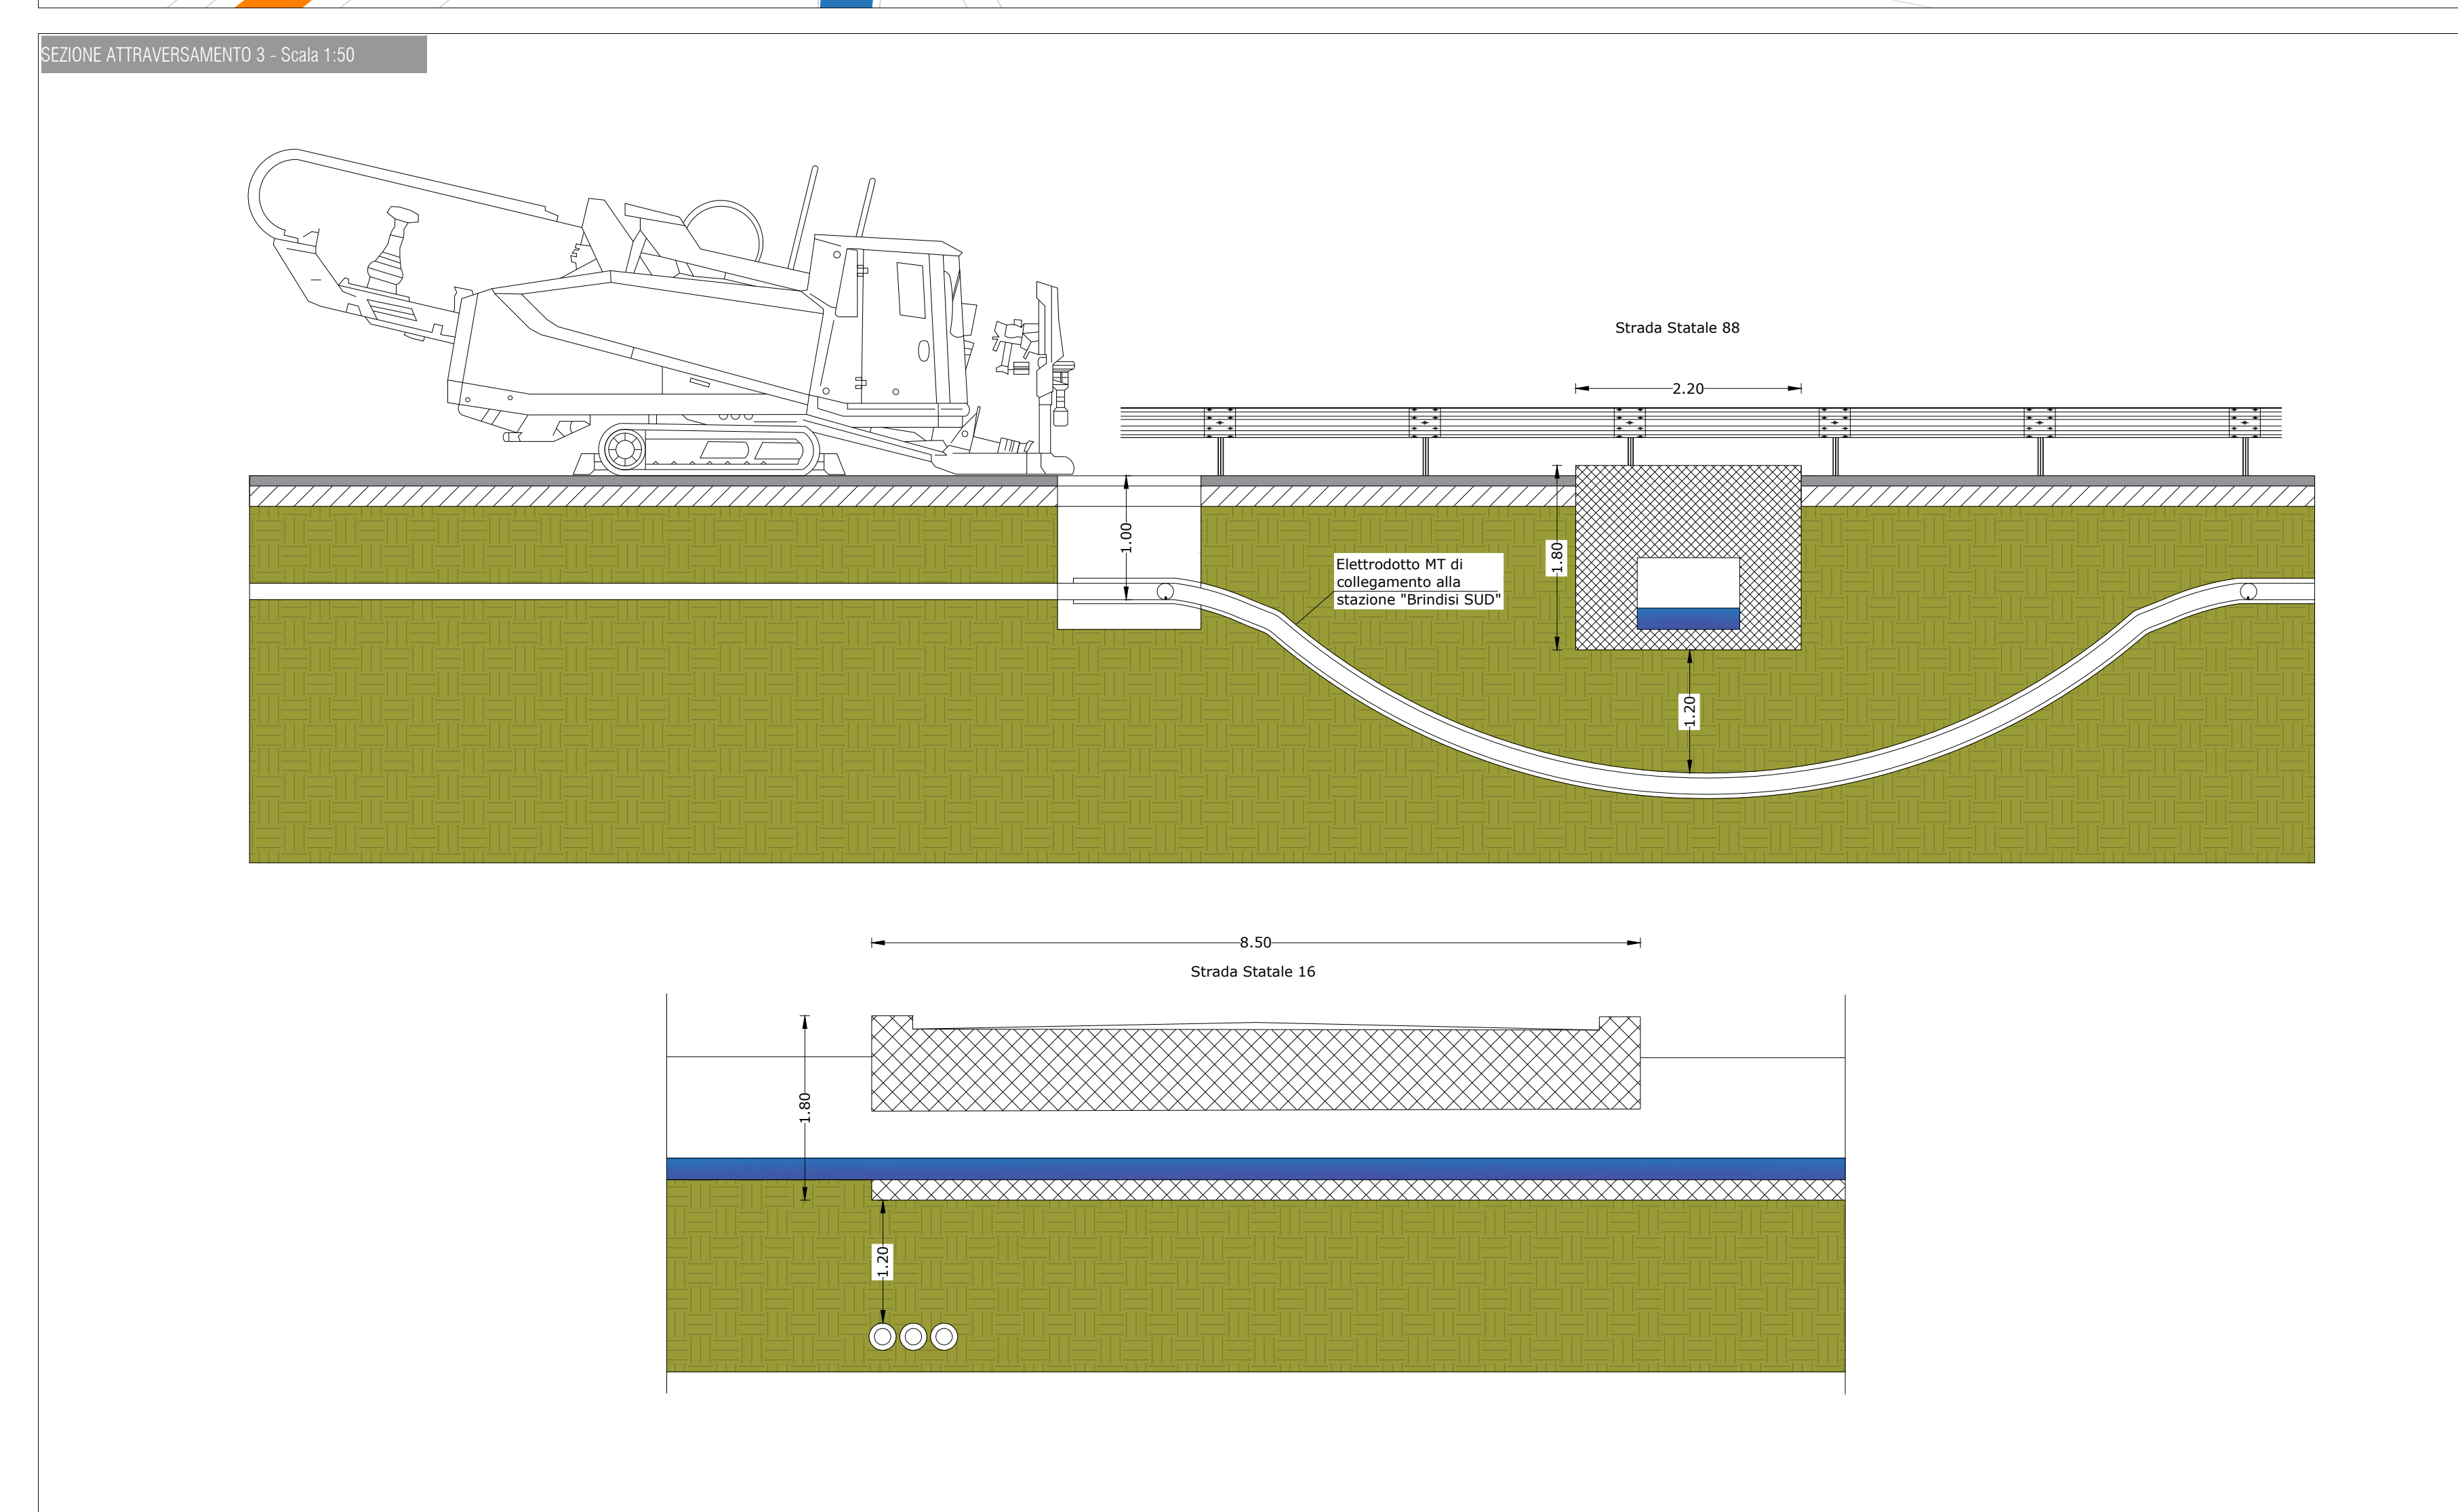 SEZIONE ATTRAVERSAMENTO 3 - Scala 1:50
Strada Statale 88
2.20
1.00
1.80
Elettrodotto MT di
collegamento alla
stazione "Brindisi SUD"
1.20
8.50
Strada Statale 16
1.80
1.20